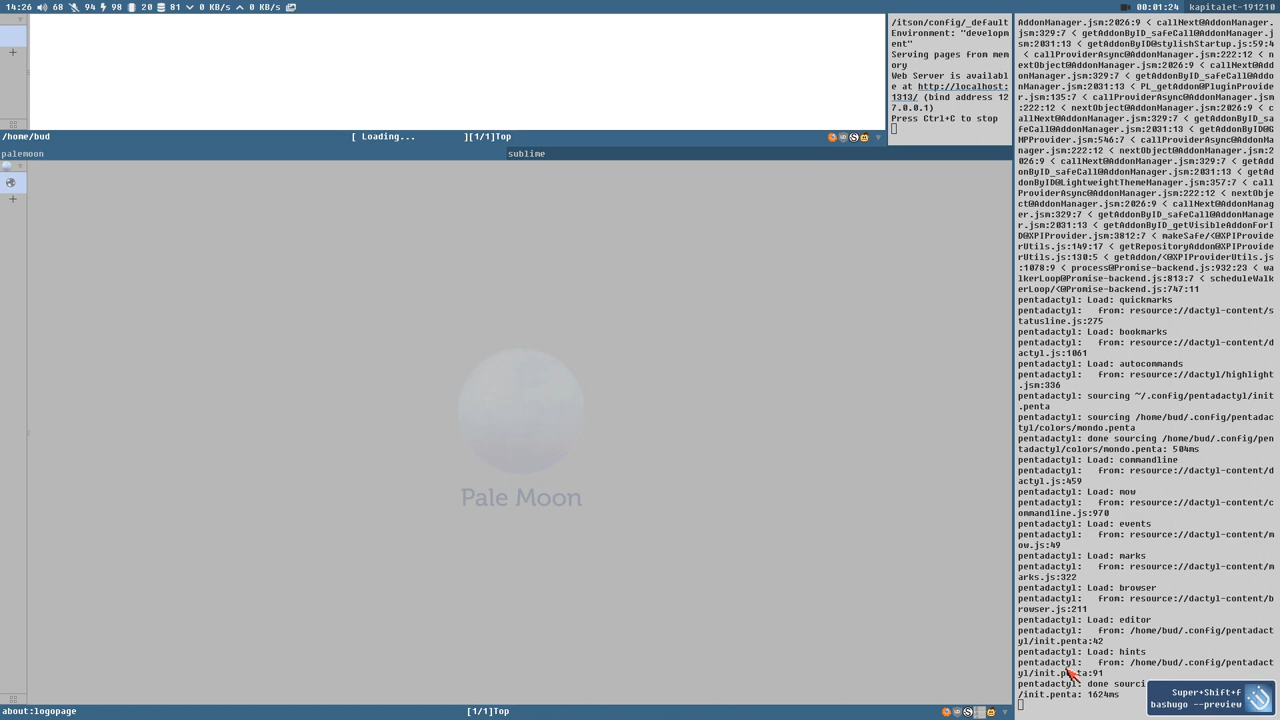 14:26 68 94 98 20 81 0 KB/s 0 KB/s
00:01:24 kapitalet-191210
/home/bud [ Loading... ][1/1]Top
/itson/config/_default
Environment: "developm
ent"
Serving pages from mem
ory
Web Server is availabl
e at http://localhost:
1313/ (bind address 12
7.0.0.1)
Press Ctrl+C to stop
palemoon
sublime
Pale Moon
about:logopage [1/1]Top
AddonManager.jsm:2026:9 < callNext@AddonManager.
jsm:329:7 < getAddonByID_safeCall@AddonManager.j
sm:2031:13 < getAddonByID@stylishStartup.js:59:4
< callProviderAsync@AddonManager.jsm:222:12 < n
extObject@AddonManager.jsm:2026:9 < callNext@Add
onManager.jsm:329:7 < getAddonByID_safeCall@Addo
nManager.jsm:2031:13 < PL_getAddon@PluginProvide
r.jsm:135:7 < callProviderAsync@AddonManager.jsm
:222:12 < nextObject@AddonManager.jsm:2026:9 < c
allNext@AddonManager.jsm:329:7 < getAddonByID_sa
feCall@AddonManager.jsm:2031:13 < getAddonByID@G
MPProvider.jsm:546:7 < callProviderAsync@AddonMa
nager.jsm:222:12 < nextObject@AddonManager.jsm:2
026:9 < callNext@AddonManager.jsm:329:7 < getAdd
onByID_safeCall@AddonManager.jsm:2031:13 < getAd
donByID@LightweightThemeManager.jsm:357:7 < call
ProviderAsync@AddonManager.jsm:222:12 < nextObje
ct@AddonManager.jsm:2026:9 < callNext@AddonManag
er.jsm:329:7 < getAddonByID_safeCall@AddonManage
r.jsm:2031:13 < getAddonByID_getVisibleAddonForI
D@XPIProvider.jsm:3812:7 < makeSafe/<@XPIProvide
rUtils.js:149:17 < getRepositoryAddon@XPIProvide
rUtils.js:130:5 < getAddon/<@XPIProviderUtils.js
:1078:9 < process@Promise-backend.js:932:23 < wa
lkerLoop@Promise-backend.js:813:7 < scheduleWalk
erLoop/<@Promise-backend.js:747:11
pentadactyl: Load: quickmarks
pentadactyl:   from: resource://dactyl-content/s
tatusline.js:275
pentadactyl: Load: bookmarks
pentadactyl:   from: resource://dactyl-content/d
actyl.js:1061
pentadactyl: Load: autocommands
pentadactyl:   from: resource://dactyl/highlight
.jsm:336
pentadactyl: sourcing ~/.config/pentadactyl/init
.penta
pentadactyl: sourcing /home/bud/.config/pentadac
tyl/colors/mondo.penta
pentadactyl: done sourcing /home/bud/.config/pen
tadactyl/colors/mondo.penta: 504ms
pentadactyl: Load: commandline
pentadactyl:   from: resource://dactyl-content/d
actyl.js:459
pentadactyl: Load: mow
pentadactyl:   from: resource://dactyl-content/c
ommandline.js:970
pentadactyl: Load: events
pentadactyl:   from: resource://dactyl-content/m
ow.js:49
pentadactyl: Load: marks
pentadactyl:   from: resource://dactyl-content/m
arks.js:322
pentadactyl: Load: browser
pentadactyl:   from: resource://dactyl-content/b
rowser.js:211
pentadactyl: Load: editor
pentadactyl:   from: /home/bud/.config/pentadact
yl/init.penta:42
pentadactyl: Load: hints
pentadactyl:   from: /home/bud/.config/pentadact
yl/init.penta:91
pentadactyl: done sourci
/init.penta: 1624ms
Super+Shift+f
bashugo --preview